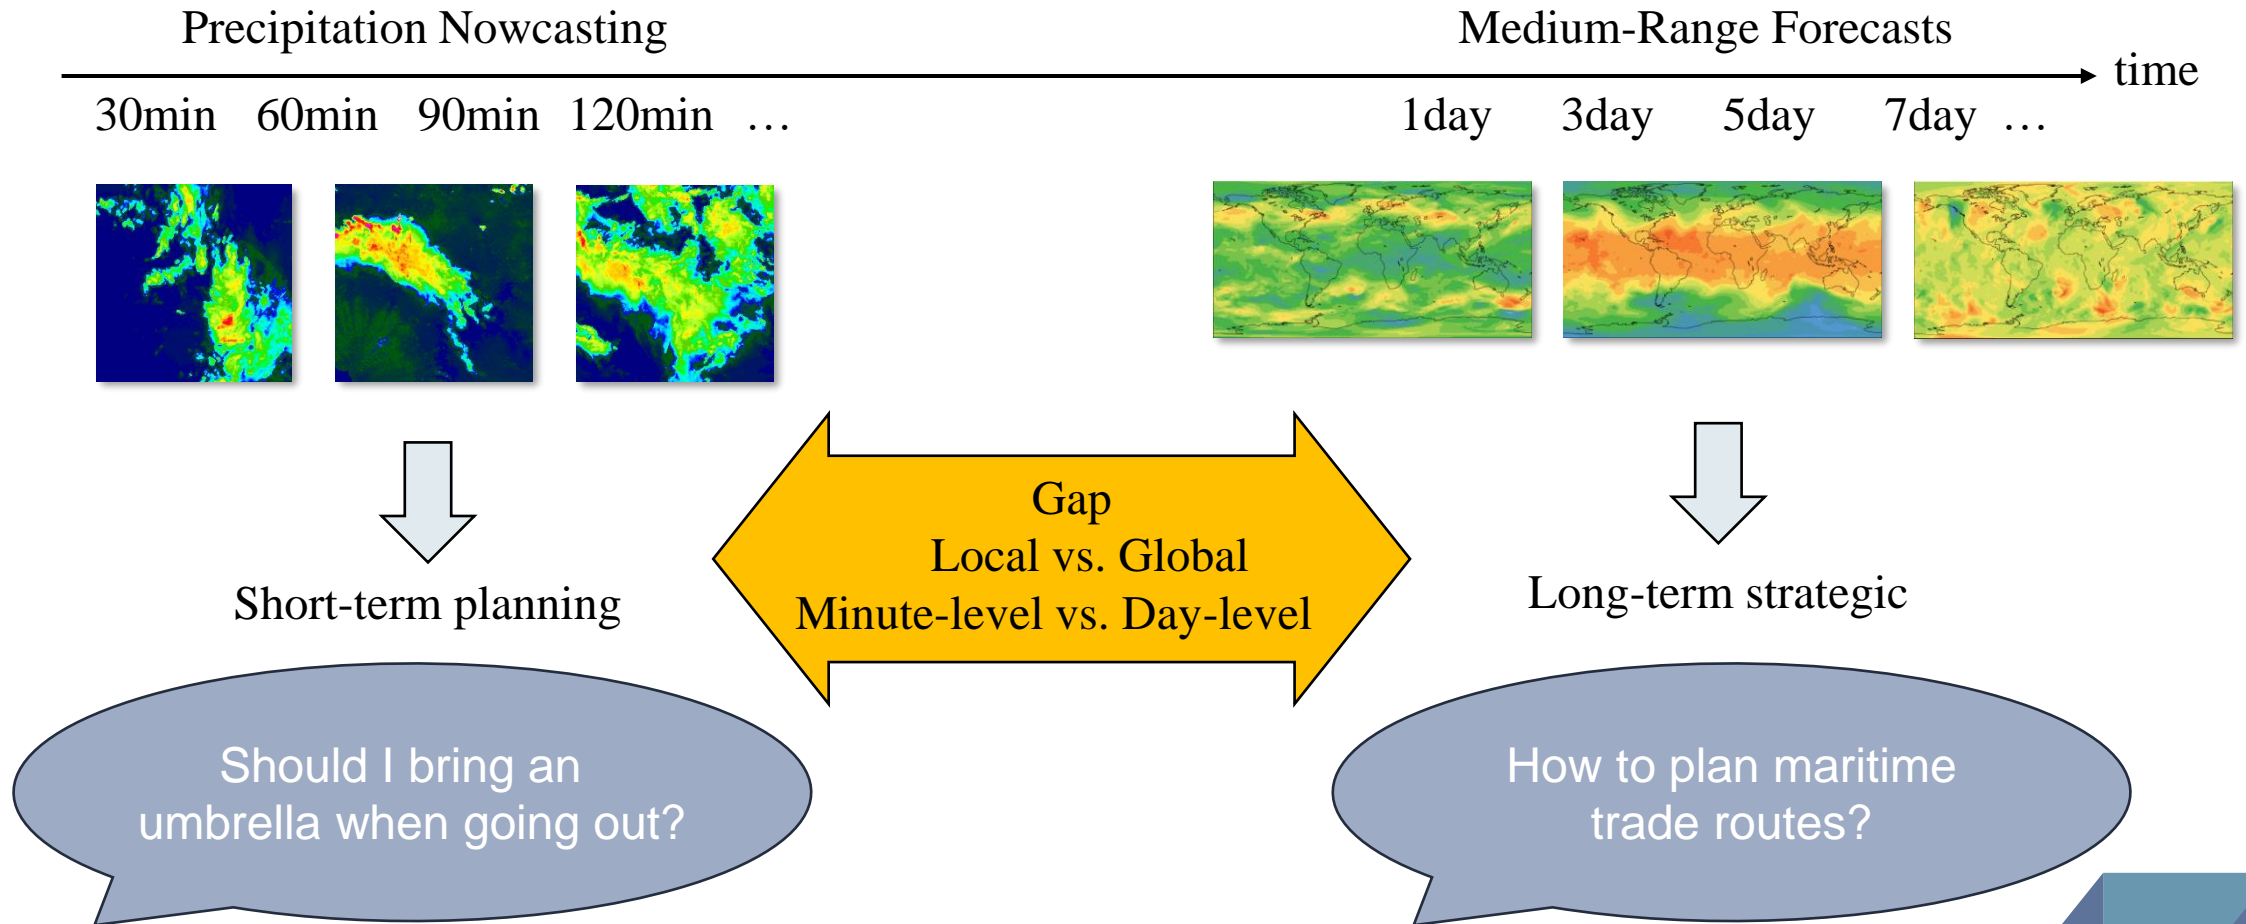 Precipitation Nowcasting
Medium-Range Forecasts
time
30min 60min 90min 120min …
1day 3day 5day 7day …
Gap
Local vs. Global
Minute-level vs. Day-level
Short-term planning
Long-term strategic
Should I bring an
umbrella when going out?
How to plan maritime
trade routes?